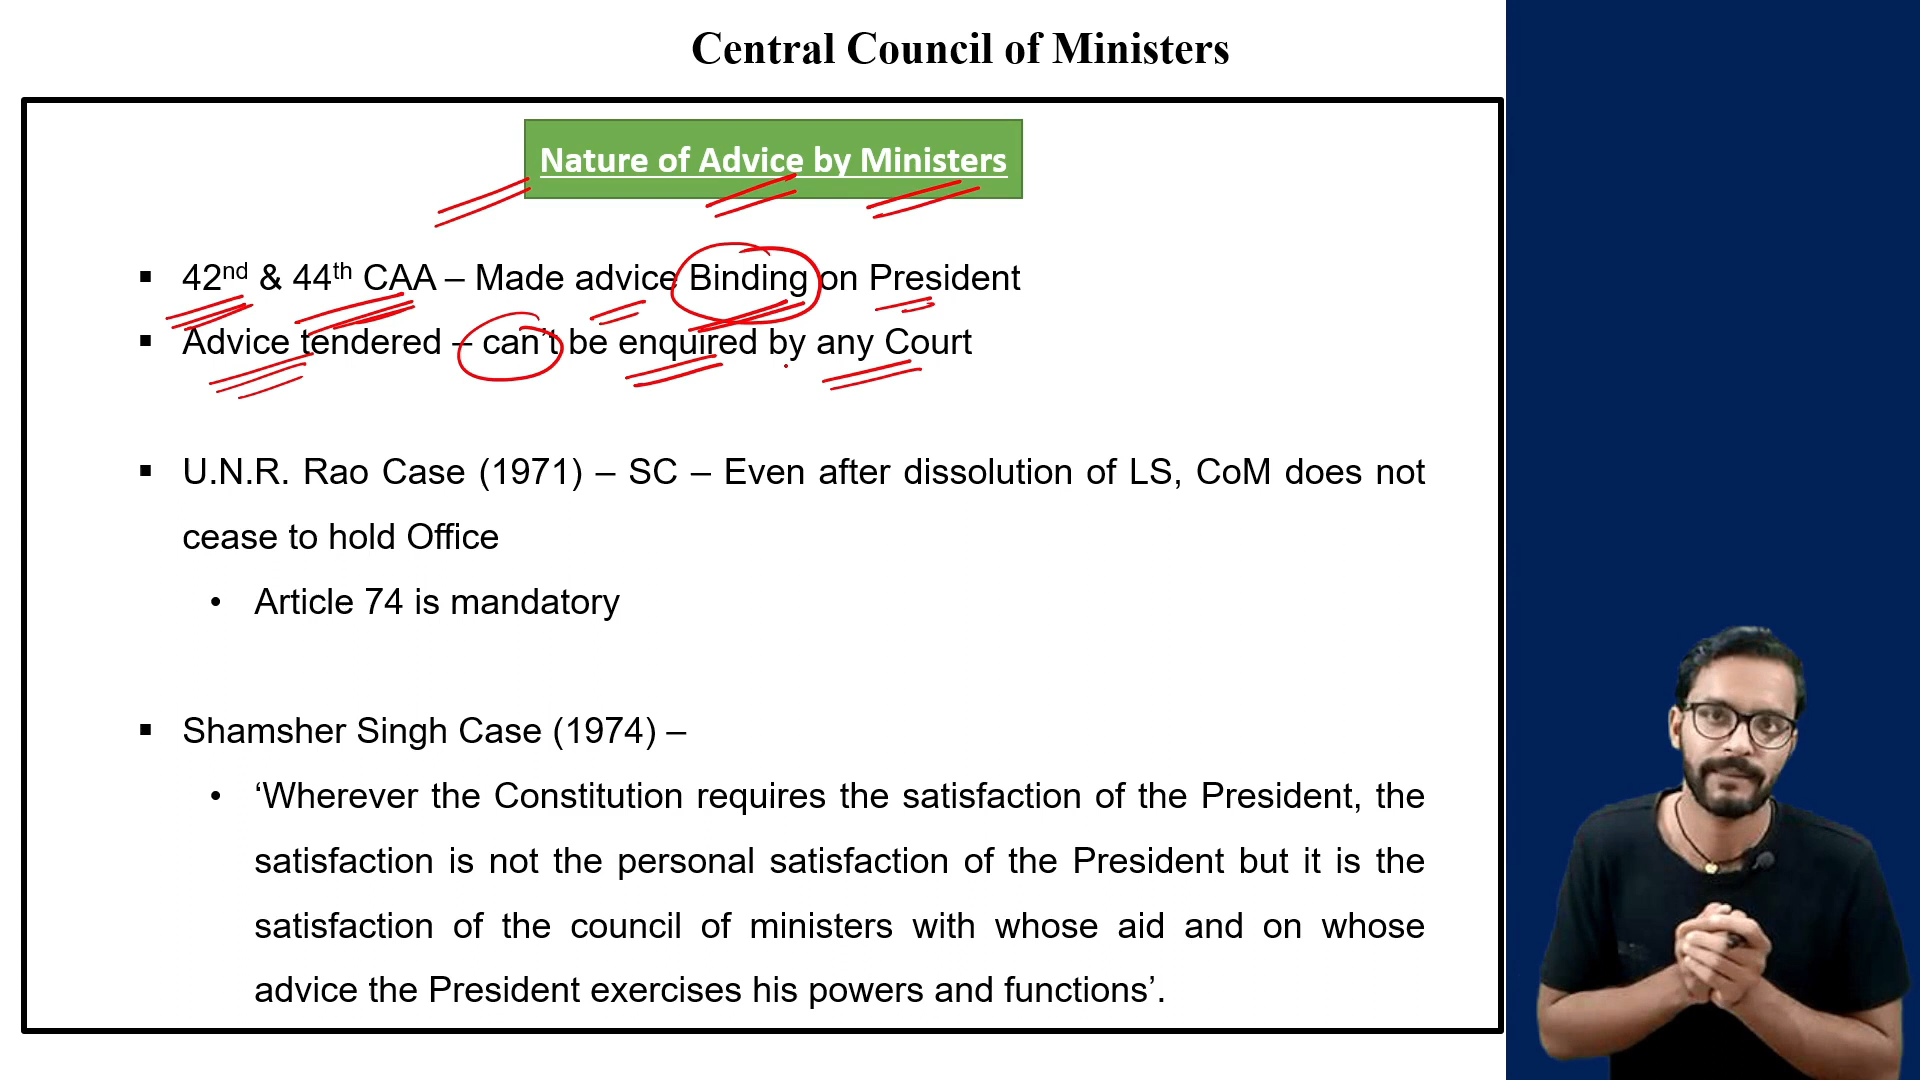 Central Council of Ministers
Nature of Advice by Ministers
▪ 42nd & 44th CAA – Made advice Binding on President
▪ Advice tendered – can't be enquired by any Court
▪ U.N.R. Rao Case (1971) – SC – Even after dissolution of LS, CoM does not
cease to hold Office
• Article 74 is mandatory
▪ Shamsher Singh Case (1974) –
• ‘Wherever the Constitution requires the satisfaction of the President, the
satisfaction is not the personal satisfaction of the President but it is the
satisfaction of the council of ministers with whose aid and on whose
advice the President exercises his powers and functions’.